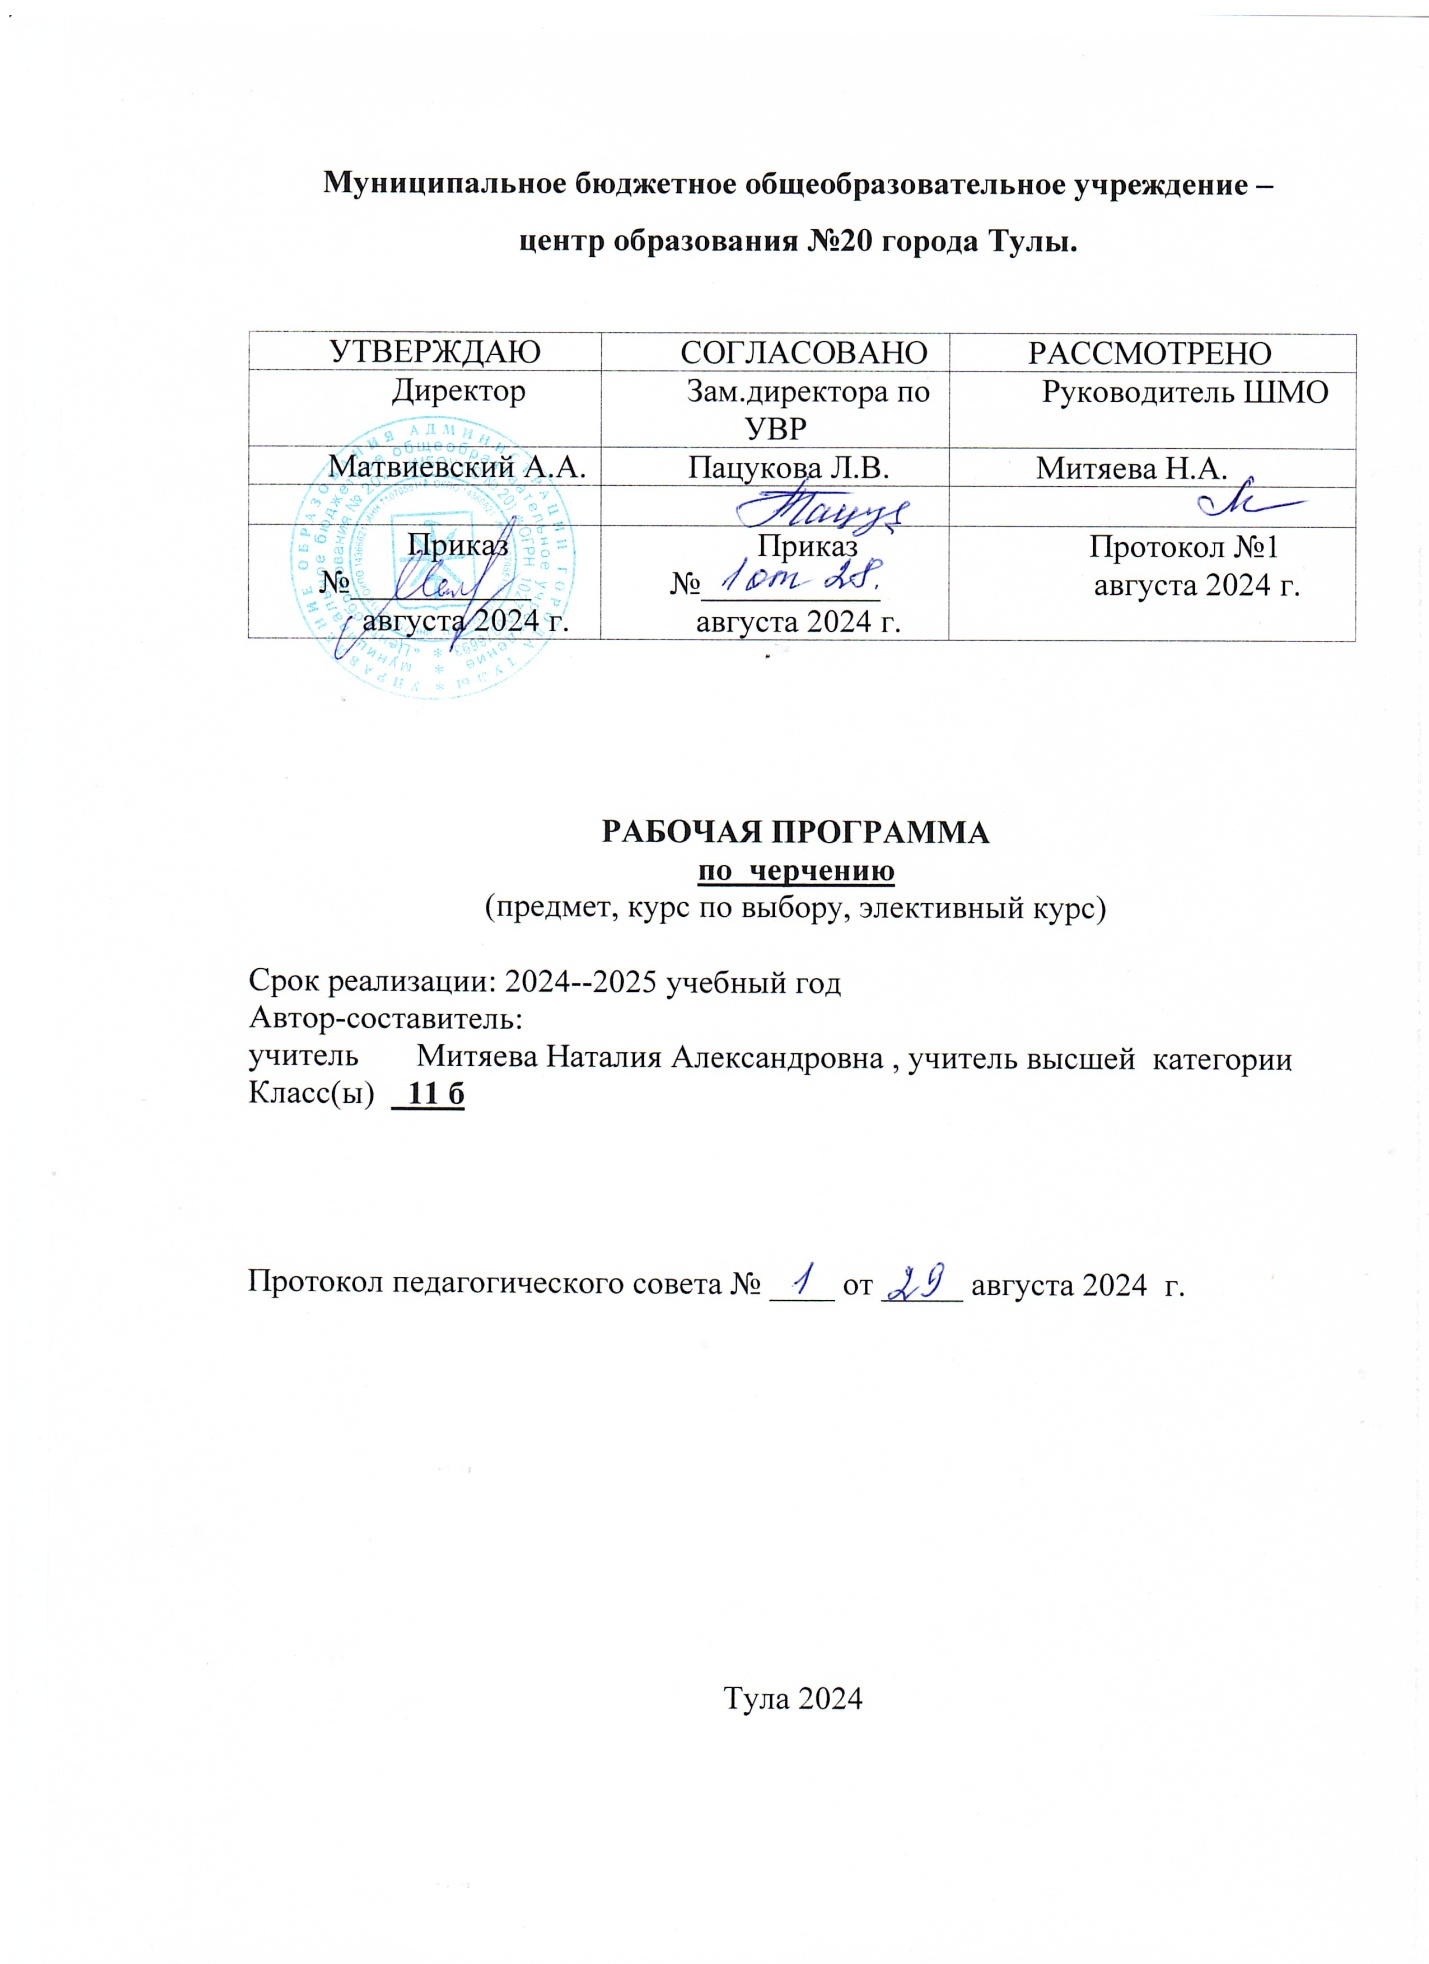 Муниципальное бюджетное общеобразовательное учреждение –
центр образования №20 города Тулы.
УТВЕРЖДАЮ СОГЛАСОВАНО РАССМОТРЕНО
Директор Зам.директора по УВР Руководитель ШМО
Матвиевский А.А. Пацукова Л.В. Митяева Н.А.
Приказ Приказ Протокол №1
№___________ №1 от 28. августа 2024 г.
августа 2024 г. августа 2024 г.
РАБОЧАЯ ПРОГРАММА
по черчению
(предмет, курс по выбору, элективный курс)
Срок реализации: 2024--2025 учебный год
Автор-составитель:
учитель Митяева Наталия Александровна , учитель высшей категории
Класс(ы) 11 б
Протокол педагогического совета № 1 от 29 августа 2024 г.
Тула 2024